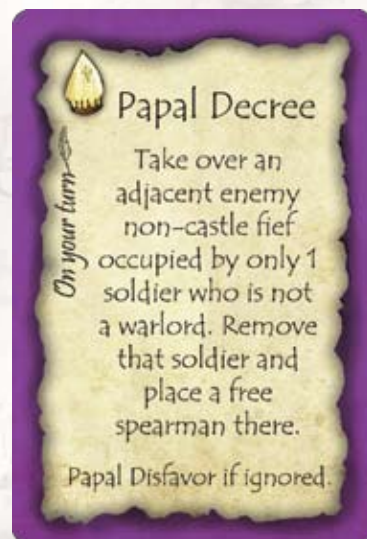 Papal Decree
On your turn
Take over an
adjacent enemy
non-castle fief
occupied by only 1
soldier who is not
a warlord. Remove
that soldier and
place a free
spearman there.
Papal Disfavor if ignored.